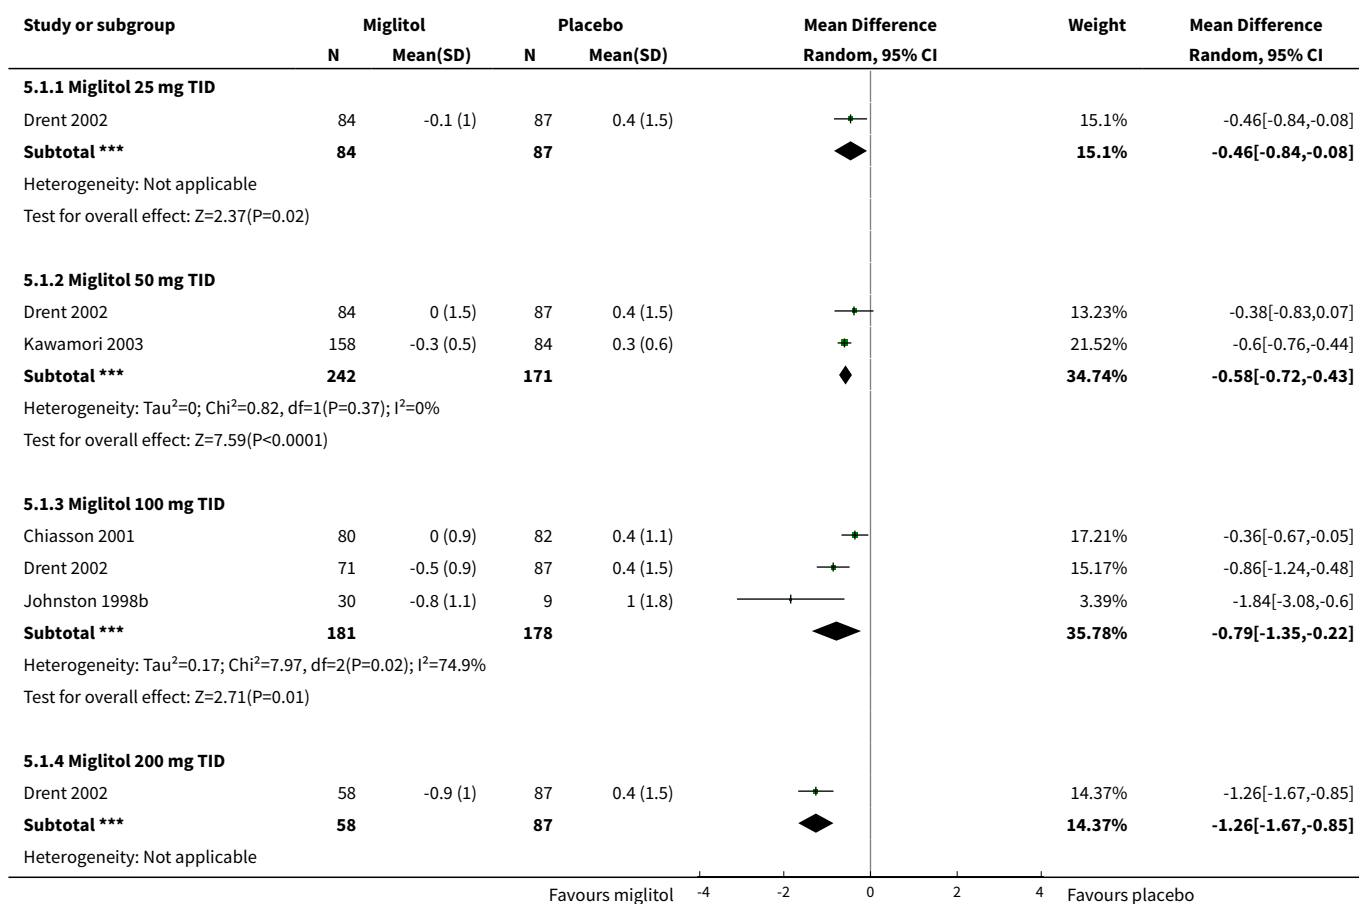 Study or subgroup Miglitol Placebo Mean Difference Weight Mean Difference
N Mean(SD) N Mean(SD) Random, 95% CI Random, 95% CI
5.1.1 Miglitol 25 mg TID
Drent 2002 84 -0.1 (1) 87 0.4 (1.5) 15.1% -0.46[-0.84,-0.08]
Subtotal *** 84 87 15.1% -0.46[-0.84,-0.08]
Heterogeneity: Not applicable
Test for overall effect: Z=2.37(P=0.02)
5.1.2 Miglitol 50 mg TID
Drent 2002 84 0 (1.5) 87 0.4 (1.5) 13.23% -0.38[-0.83,0.07]
Kawamori 2003 158 -0.3 (0.5) 84 0.3 (0.6) 21.52% -0.6[-0.76,-0.44]
Subtotal *** 242 171 34.74% -0.58[-0.72,-0.43]
Heterogeneity: Tau²=0; Chi²=0.82, df=1(P=0.37); I²=0%
Test for overall effect: Z=7.59(P<0.0001)
5.1.3 Miglitol 100 mg TID
Chiasson 2001 80 0 (0.9) 82 0.4 (1.1) 17.21% -0.36[-0.67,-0.05]
Drent 2002 71 -0.5 (0.9) 87 0.4 (1.5) 15.17% -0.86[-1.24,-0.48]
Johnston 1998b 30 -0.8 (1.1) 9 1 (1.8) 3.39% -1.84[-3.08,-0.6]
Subtotal *** 181 178 35.78% -0.79[-1.35,-0.22]
Heterogeneity: Tau²=0.17; Chi²=7.97, df=2(P=0.02); I²=74.9%
Test for overall effect: Z=2.71(P=0.01)
5.1.4 Miglitol 200 mg TID
Drent 2002 58 -0.9 (1) 87 0.4 (1.5) 14.37% -1.26[-1.67,-0.85]
Subtotal *** 58 87 14.37% -1.26[-1.67,-0.85]
Heterogeneity: Not applicable
Favours miglitol -4 -2 0 2 4 Favours placebo